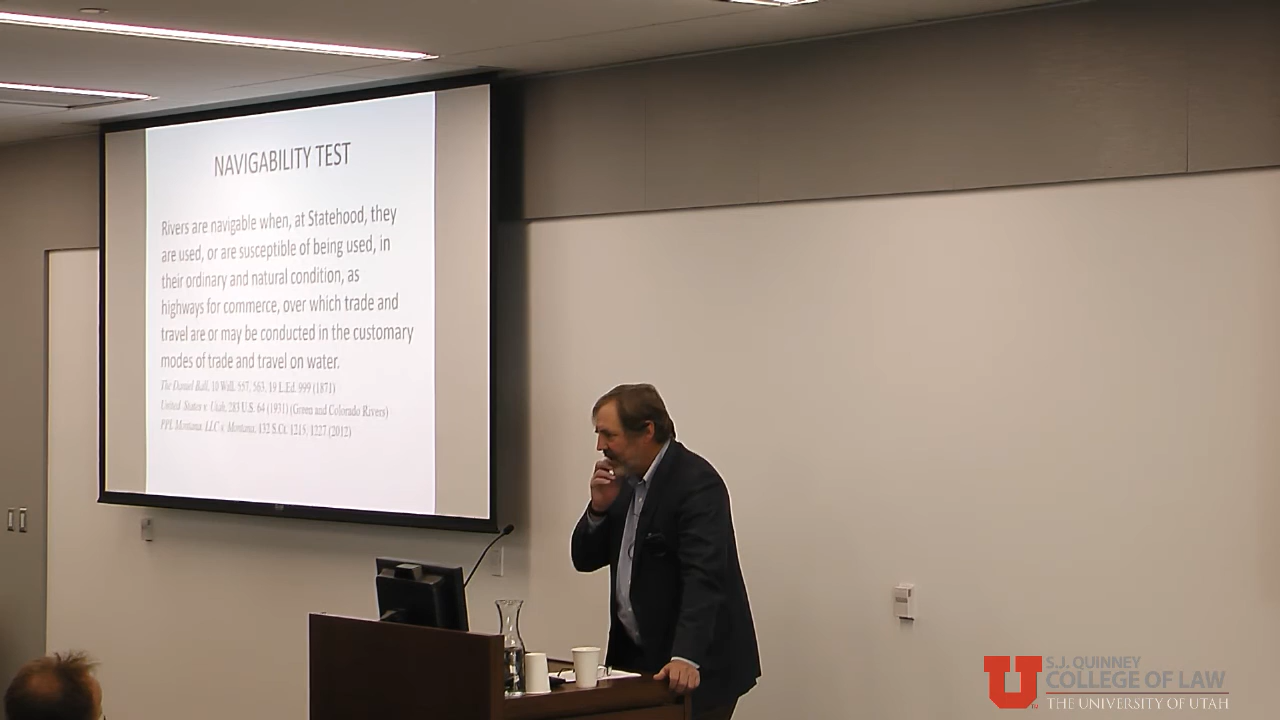 NAVIGABILITY TEST
Rivers are navigable when, at Statehood, they
are used, or are susceptible of being used, in
their ordinary and natural condition, as
highways for commerce, over which trade and
travel are or may be conducted in the customary
modes of trade and travel on water.
The Daniel Ball, 10 Wall. 557, 563, 19 L.Ed. 999 (1871)
United States v. Utah, 283 U.S. 64 (1931) (Green and Colorado Rivers)
PPL Montana, LLC v. Montana, 132 S.Ct. 1215, 1227 (2012)
U
S.J. QUINNEY
COLLEGE OF LAW
THE UNIVERSITY OF UTAH